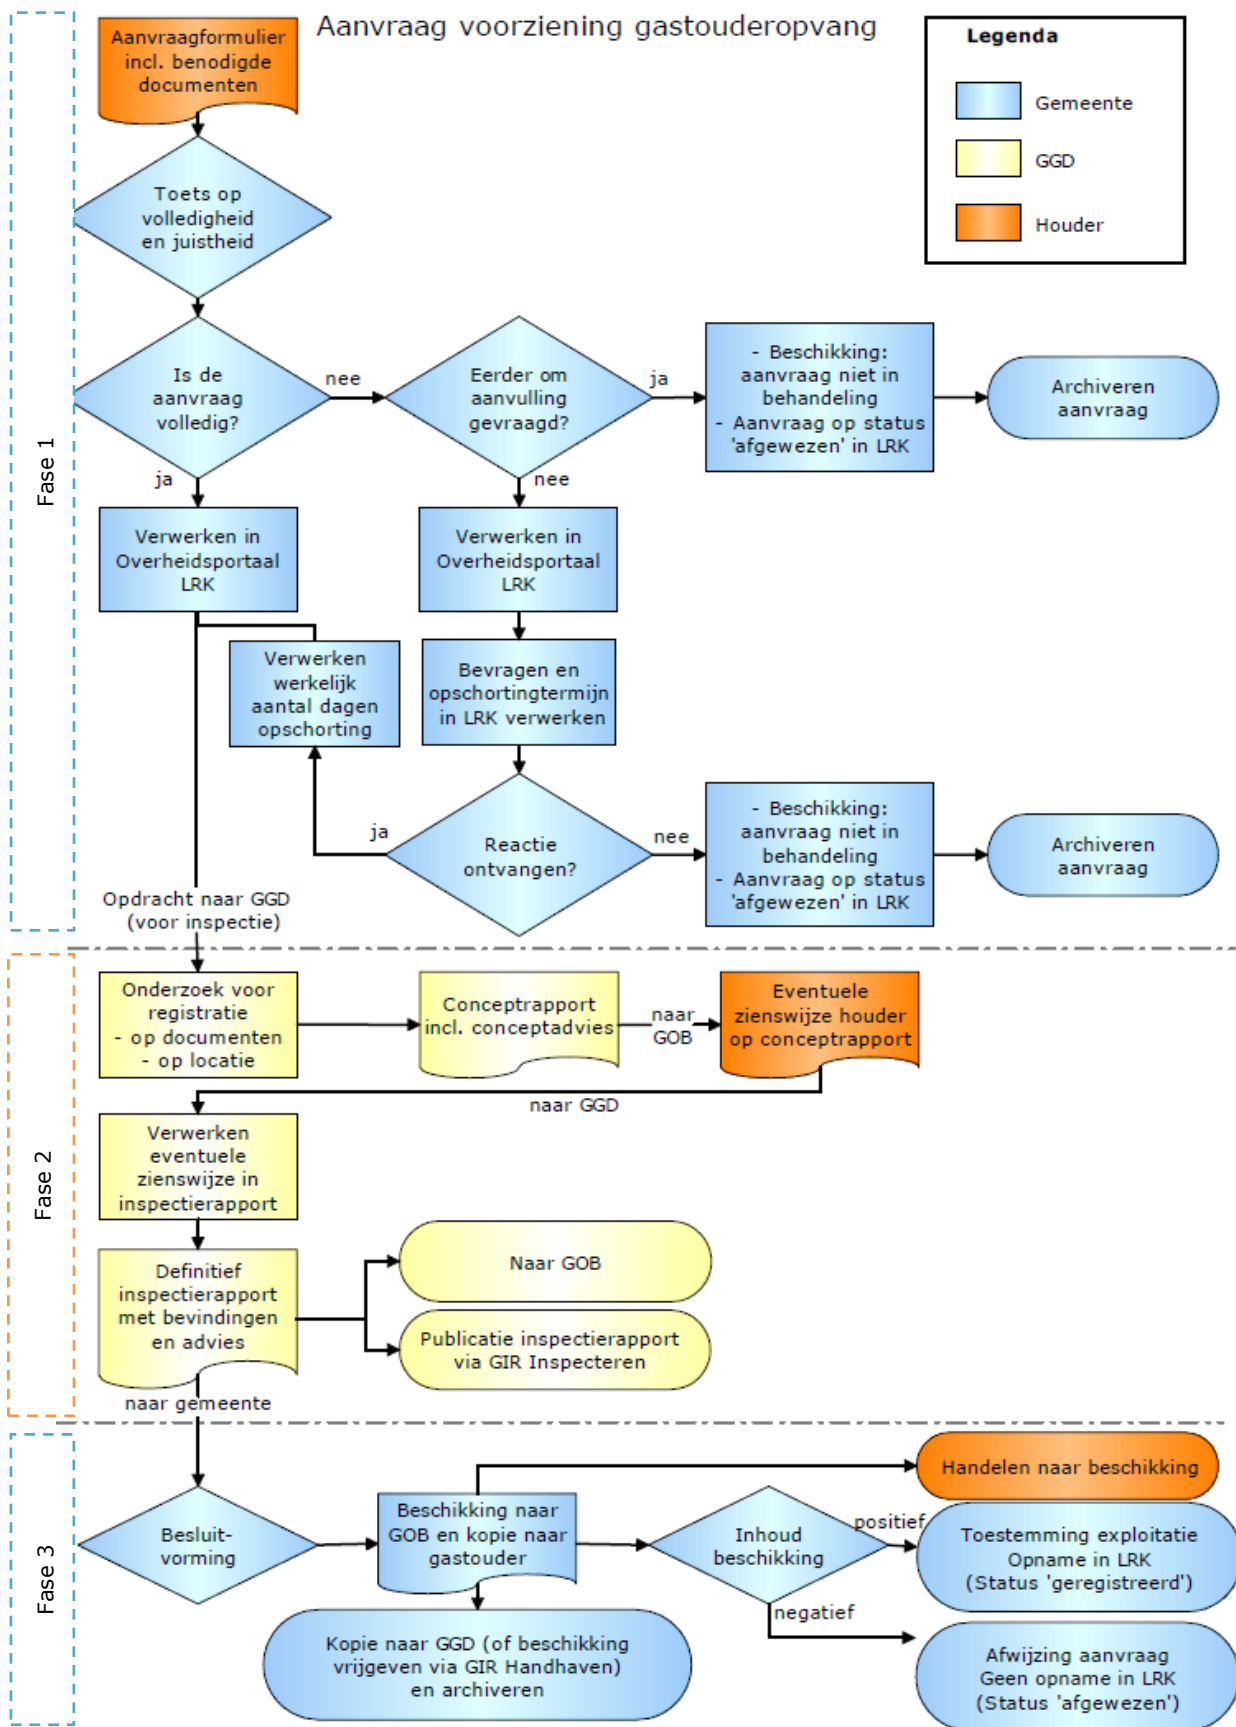 Aanvraag voorziening gastouderopvang
Legenda
Gemeente
GGD
Houder
Fase 1
Aanvraagformulier
incl. benodigde
documenten
Toets op
volledigheid
en juistheid
Is de
aanvraag
volledig?
nee
Eerder om
aanvulling
gevraagd?
ja
- Beschikking:
aanvraag niet in
behandeling
- Aanvraag op status
'afgewezen' in LRK
Archiveren
aanvraag
ja
nee
Verwerken in
Overheidsportaal
LRK
Verwerken in
Overheidsportaal
LRK
Verwerken
werkelijk
aantal dagen
opschorting
Bevragen en
opschortingtermijn
in LRK verwerken
ja
Reactie
ontvangen?
nee
- Beschikking:
aanvraag niet in
behandeling
- Aanvraag op status
'afgewezen' in LRK
Archiveren
aanvraag
Opdracht naar GGD
(voor inspectie)
Fase 2
Onderzoek voor
registratie
- op documenten
- op locatie
Conceptrapport
incl. conceptadvies
naar
GOB
Eventuele
zienswijze houder
op conceptrapport
naar GGD
Verwerken
eventuele
zienswijze in
inspectierapport
Definitief
inspectierapport
met bevindingen
en advies
Naar GOB
Publicatie inspectierapport
via GIR Inspecteren
naar gemeente
Fase 3
Besluit-
vorming
Beschikking naar
GOB en kopie naar
gastouder
Inhoud
beschikking
Handelen naar beschikking
positief
Toestemming exploitatie
Opname in LRK
(Status 'geregistreerd')
negatief
Kopie naar GGD (of beschikking
vrijgeven via GIR Handhaven)
en archiveren
Afwijzing aanvraag
Geen opname in LRK
(Status 'afgewezen')